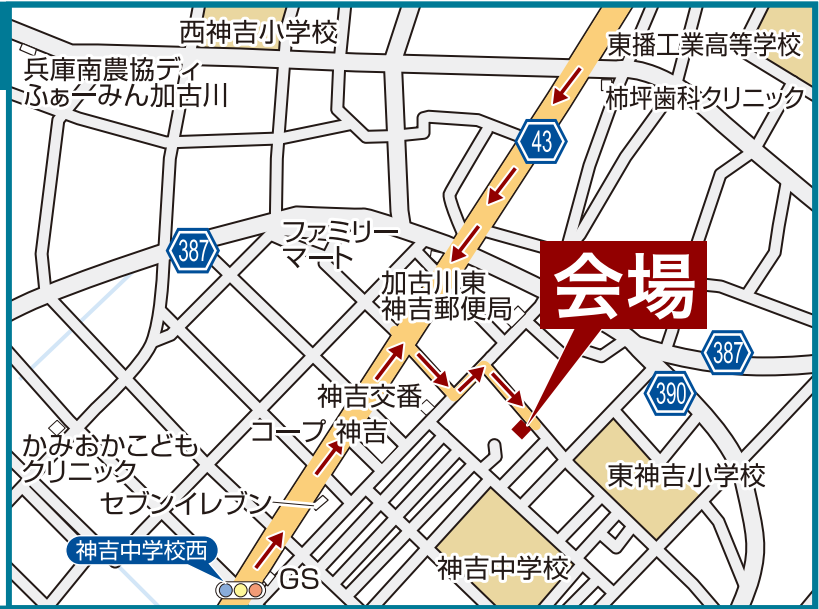 西神吉小学校
東播工業高等学校
兵庫南農協ディ
ふぁーみん加古川
柿坪歯科クリニック
43
387
ファミリー
マート
加古川東
神吉郵便局
会場
387
390
神吉交番
コープ 神吉
かみおかこども
クリニック
セブンイレブン
東神吉小学校
神吉中学校西
神吉中学校
GS